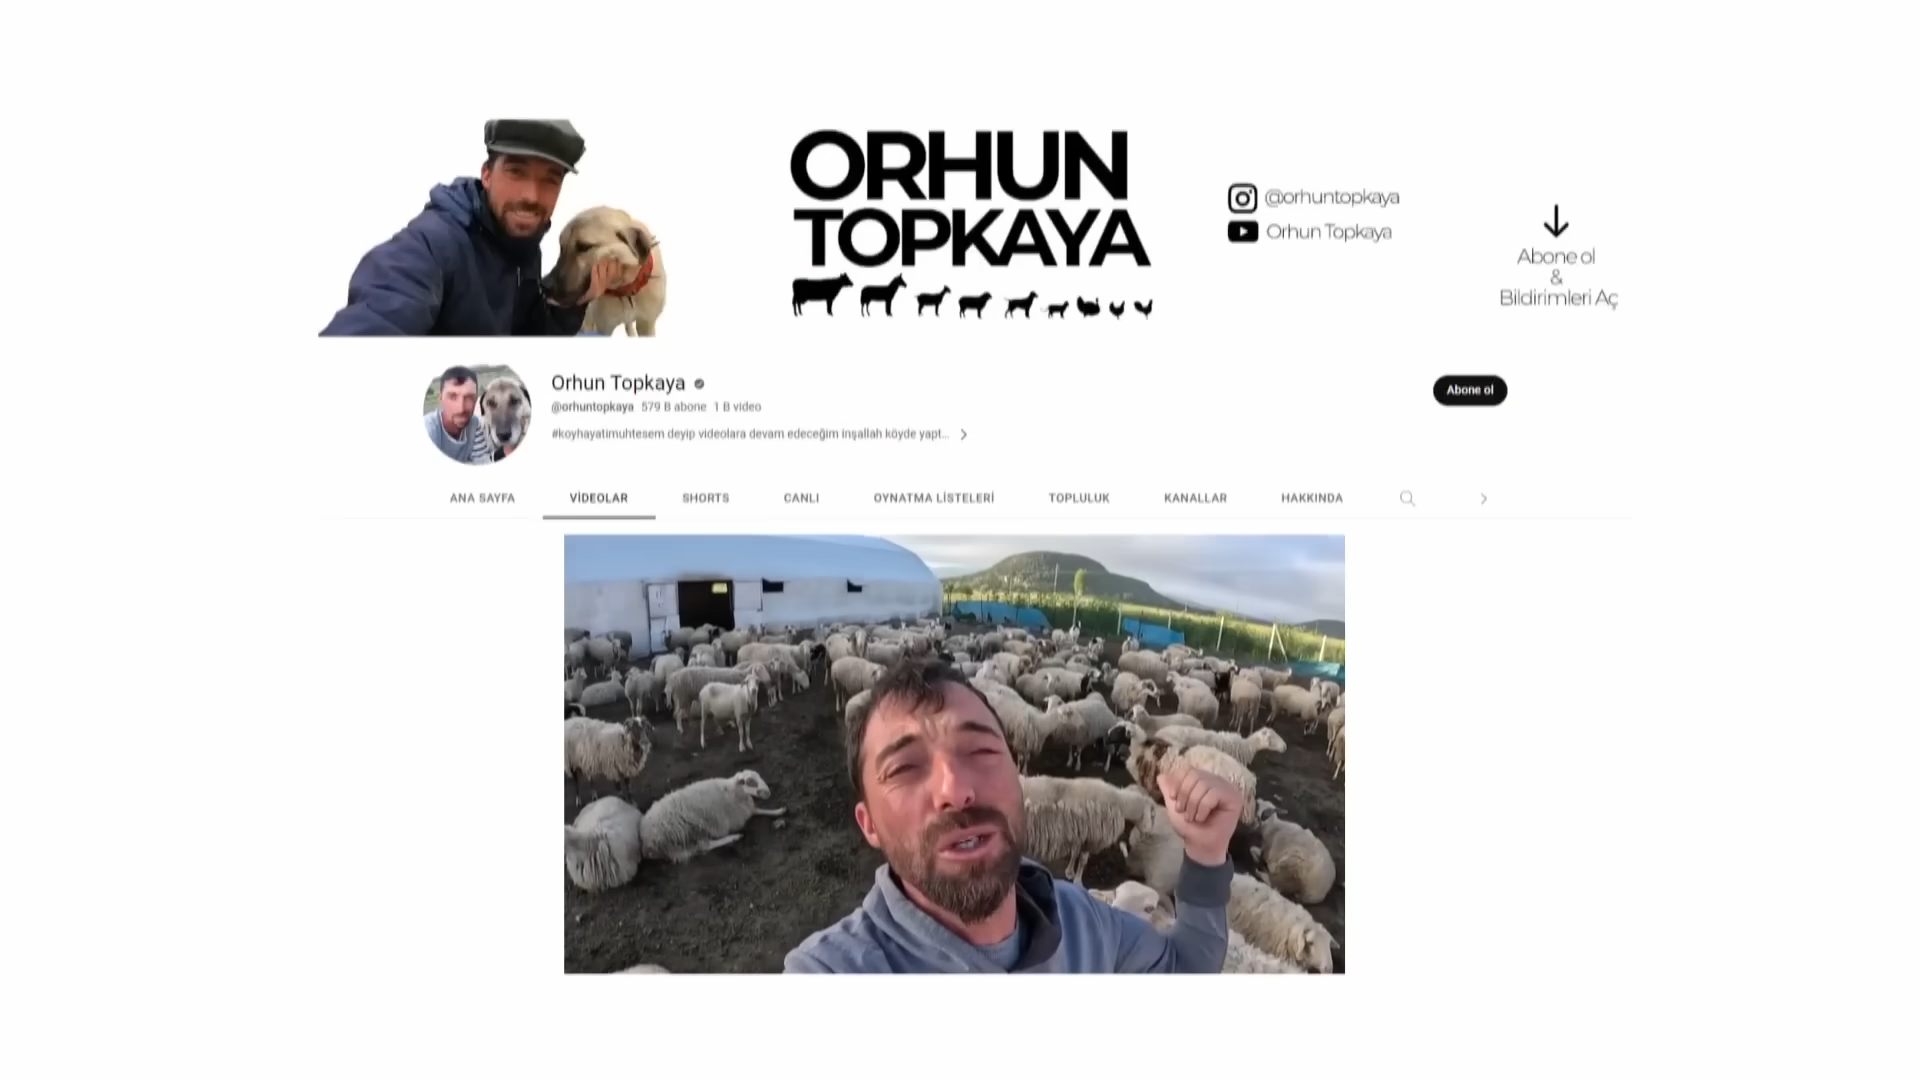 ORHUN
TOPKAYA
@orhuntopkaya
Orhun Topkaya
Abone ol
&
Bildirimleri Aç
Orhun Topkaya
@orhuntopkaya 579 B abone 1 B video
#koyhayatimuhtesem deyip videolara devam edeceğim inşallah köyde yapt...
Abone ol
ANA SAYFA VİDEOLAR SHORTS CANLI OYNATMA LİSTELERİ TOPLULUK KANALLAR HAKKINDA